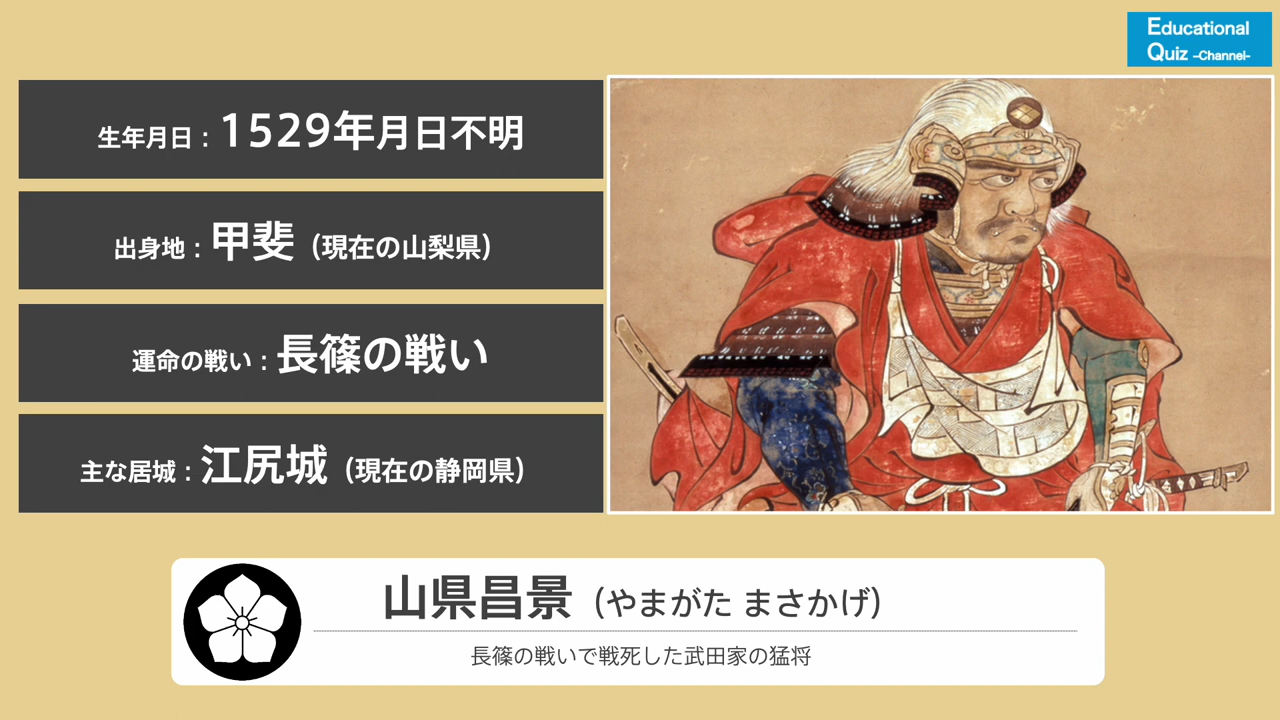 Educational
Quiz -Channel-
生年月日：1529年月日不明
出身地：甲斐（現在の山梨県）
運命の戦い：長篠の戦い
主な居城：江尻城（現在の静岡県）
山県昌景（やまがた まさかげ）
長篠の戦いで戦死した武田家の猛将